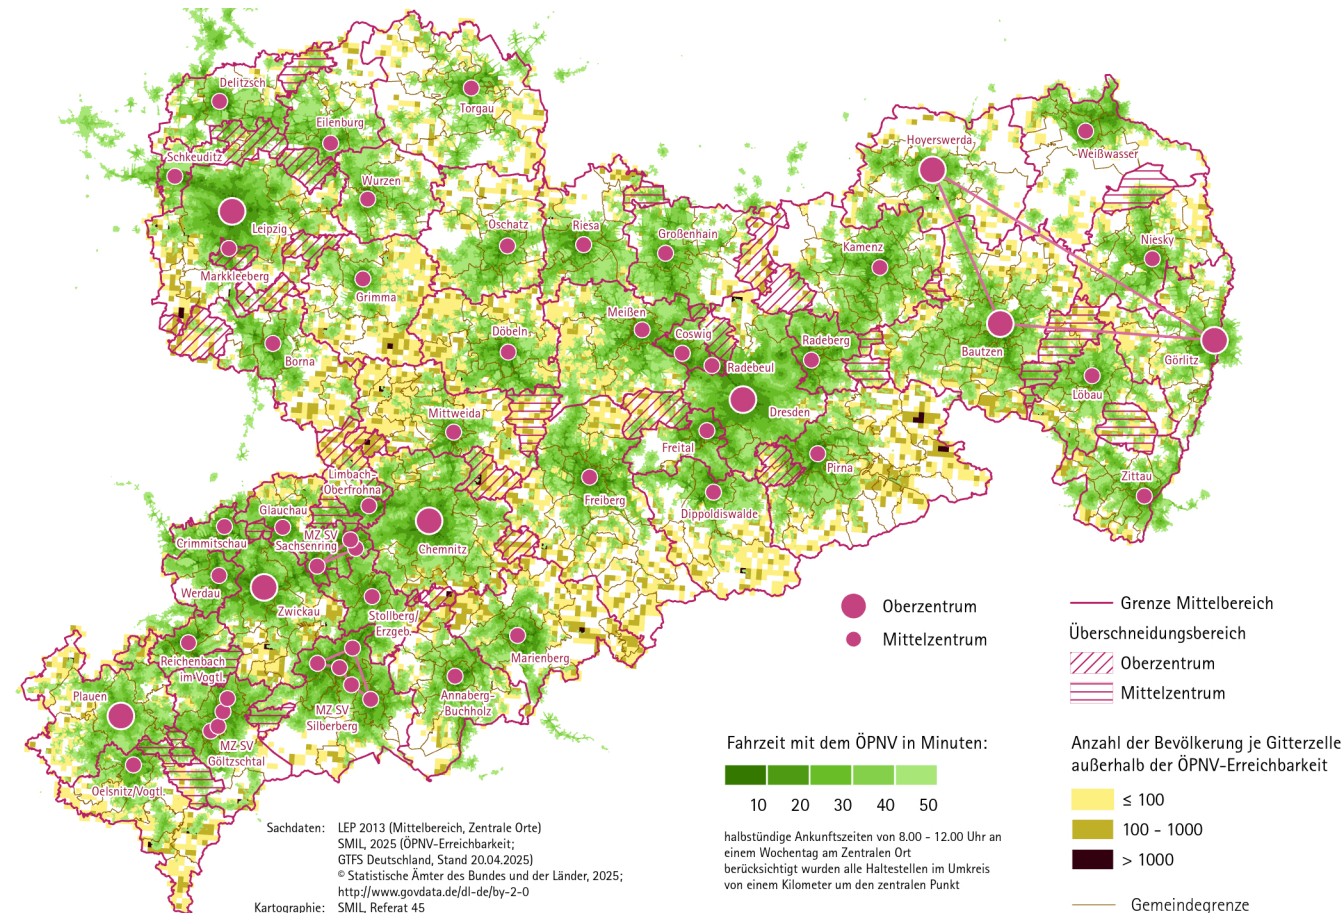 Delitzsch
Torgau
Eilenburg
Schkeuditz
Wurzen
Leipzig
Markkleeberg
Grimma
Borna
Oschatz
Riesa
Großenhain
Hoyerswerda
Weißwasser
Kamenz
Niesky
Görlitz
Bautzen
Löbau
Zittau
Meißen
Coswig
Radebeul
Radeberg
Dresden
Döbeln
Mittweida
Freital
Pirna
Freiberg
Dippoldiswalde
Limbach-
Oberfrohna
Glauchau
Crimmitschau
MZ SV
Sachsenring
Chemnitz
Werdau
Zwickau
Stollberg/
Erzgeb.
Reichenbach
im Vogtl.
Marienberg
Annaberg-
Buchholz
Plauen
MZ SV
Silberberg
MZ SV
Göltzschtal
Oelsnitz/Vogtl.
Oberzentrum
Mittelzentrum
Grenze Mittelbereich
Überschneidungsbereich
Oberzentrum
Mittelzentrum
Fahrzeit mit dem ÖPNV in Minuten:
10 20 30 40 50
halbstündige Ankunftszeiten von 8.00 - 12.00 Uhr an
einem Wochentag am Zentralen Ort
berücksichtigt wurden alle Haltestellen im Umkreis
von einem Kilometer um den zentralen Punkt
Anzahl der Bevölkerung je Gitterzelle
außerhalb der ÖPNV-Erreichbarkeit
≤ 100
100 - 1000
> 1000
Gemeindegrenze
Sachdaten: LEP 2013 (Mittelbereich, Zentrale Orte)
SMIL, 2025 (ÖPNV-Erreichbarkeit;
GTFS Deutschland, Stand 20.04.2025)
© Statistische Ämter des Bundes und der Länder, 2025;
http://www.govdata.de/dl-de/by-2-0
Kartographie: SMIL, Referat 45